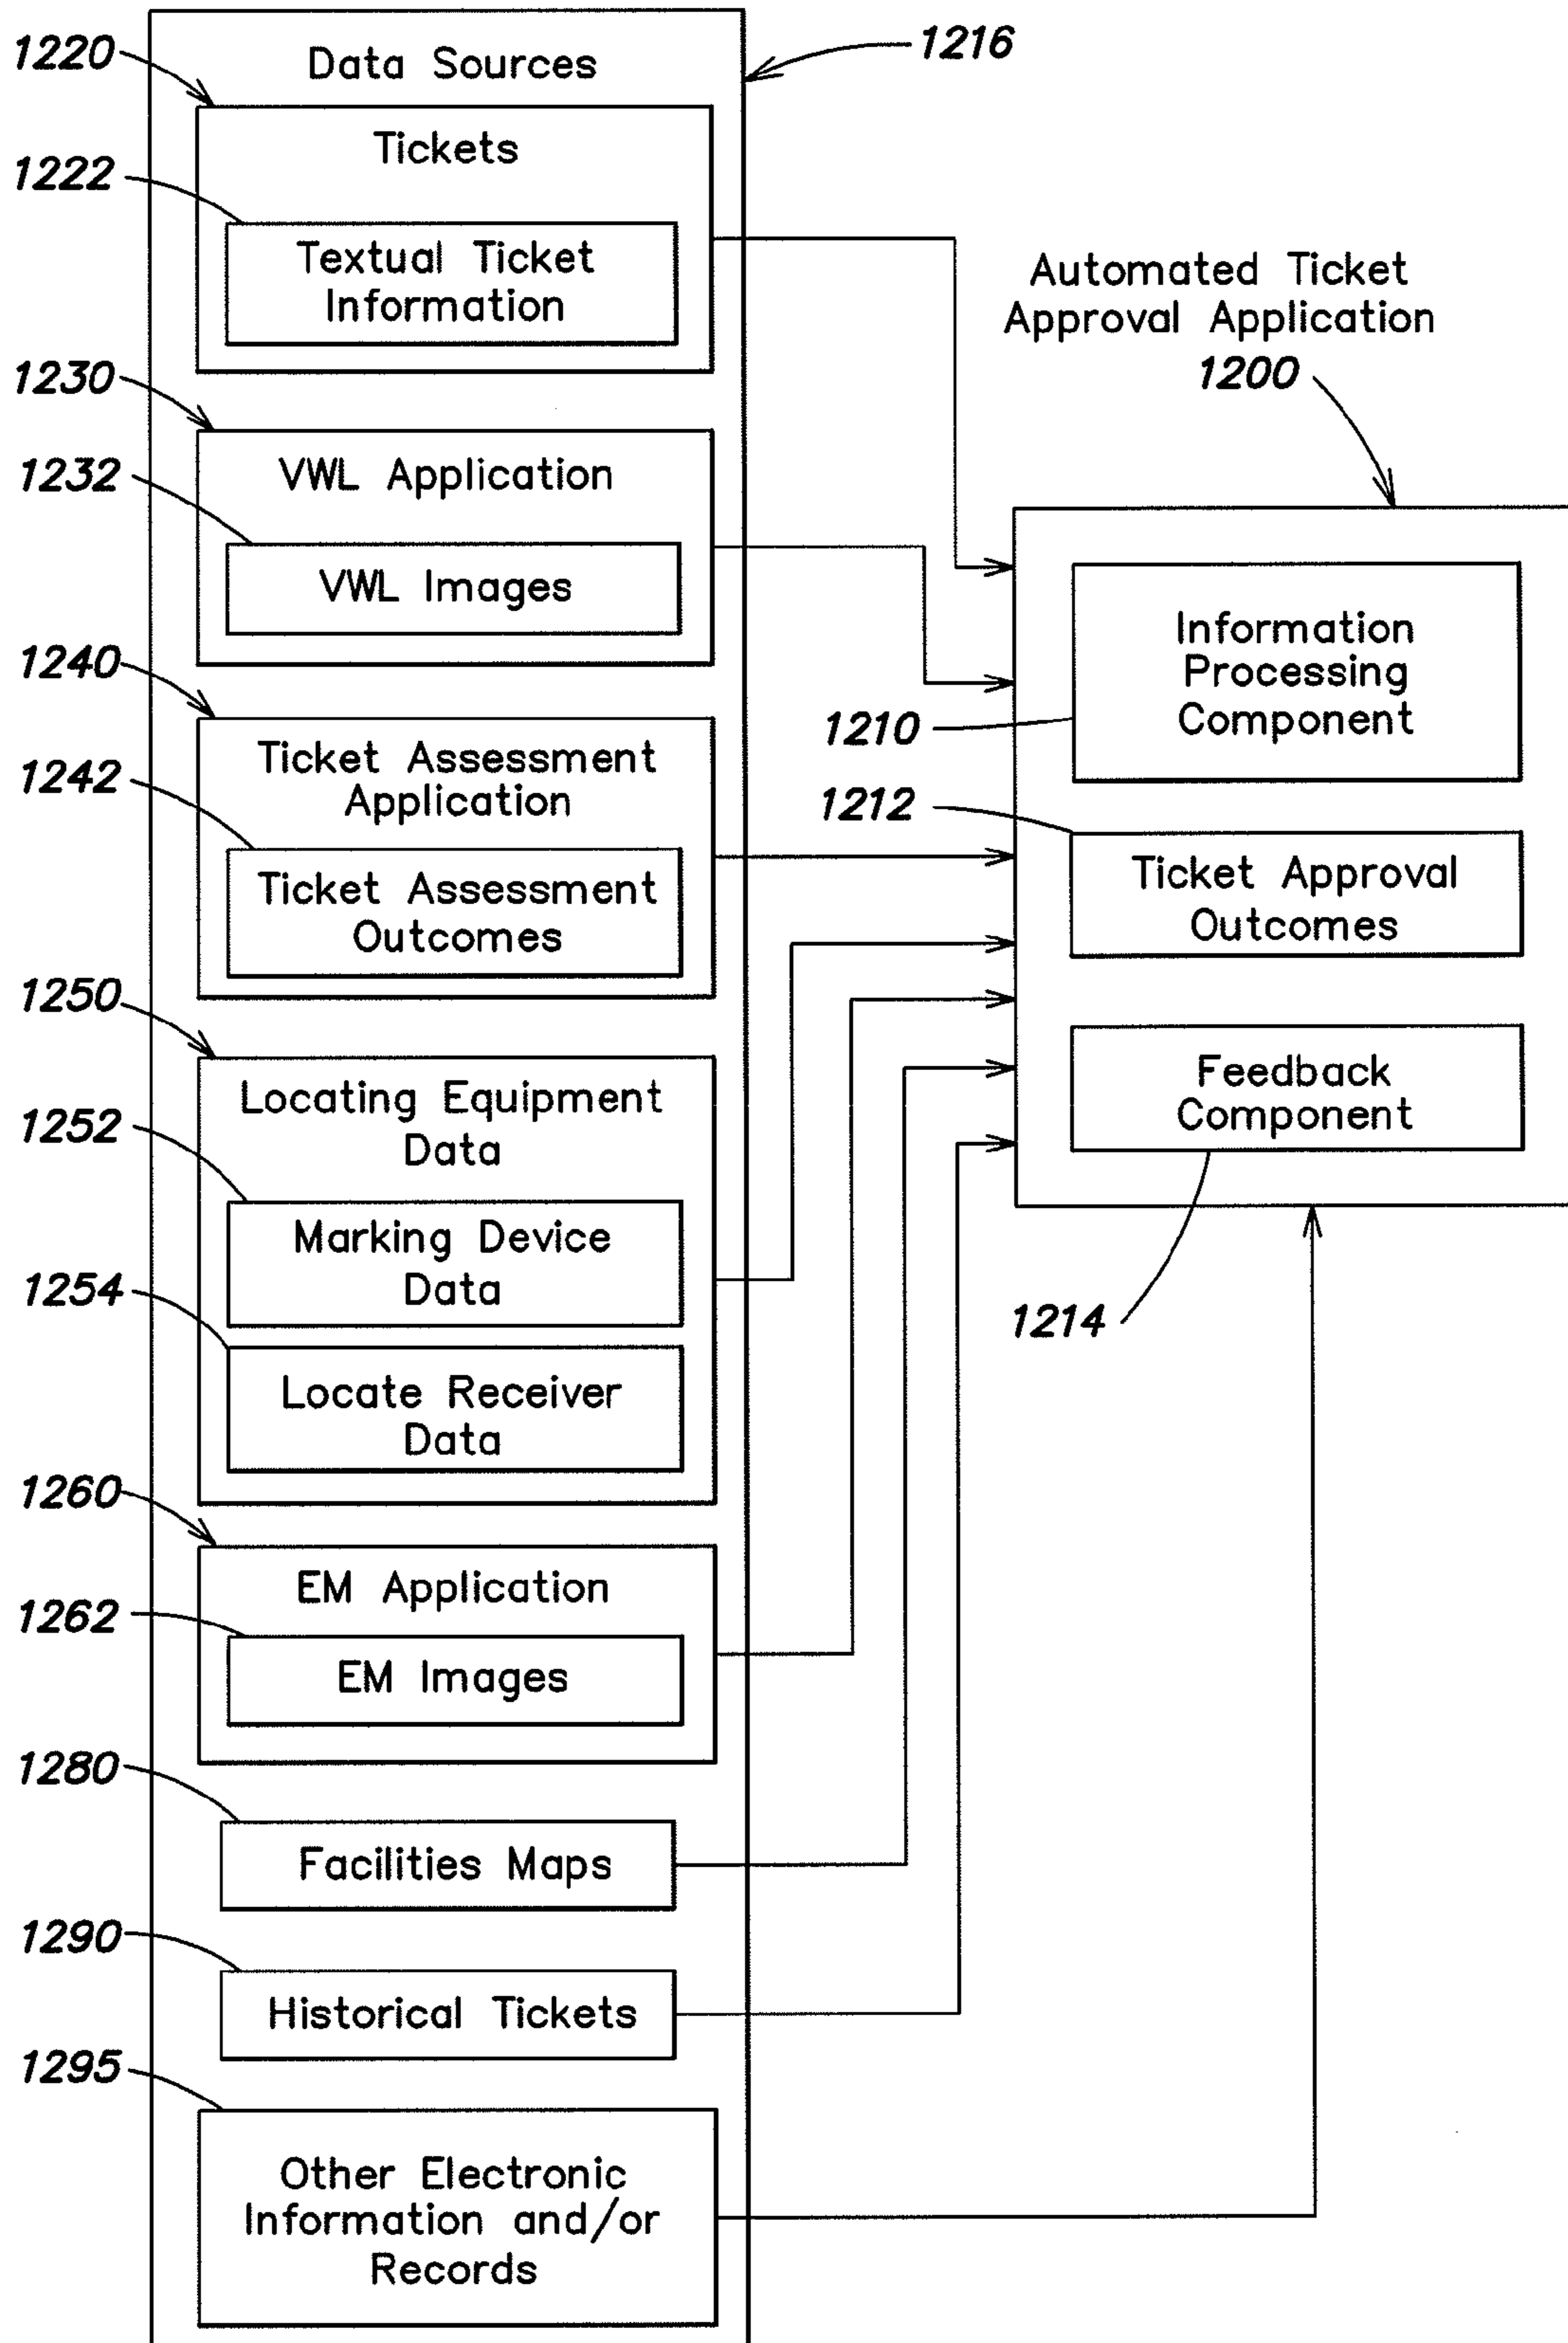 1216
1220
Data Sources
Tickets
1222
Textual Ticket
Information
Automated Ticket
Approval Application
1200
1230
VWL Application
1232
VWL Images
Information
Processing
Component
1210
1240
Ticket Assessment
Application
1242
1212
Ticket Assessment
Outcomes
Ticket Approval
Outcomes
1250
Locating Equipment
Data
1252
Feedback
Component
1214
Marking Device
Data
1254
Locate Receiver
Data
1260
EM Application
1262
EM Images
1280
Facilities Maps
1290
Historical Tickets
1295
Other Electronic
Information and/or
Records